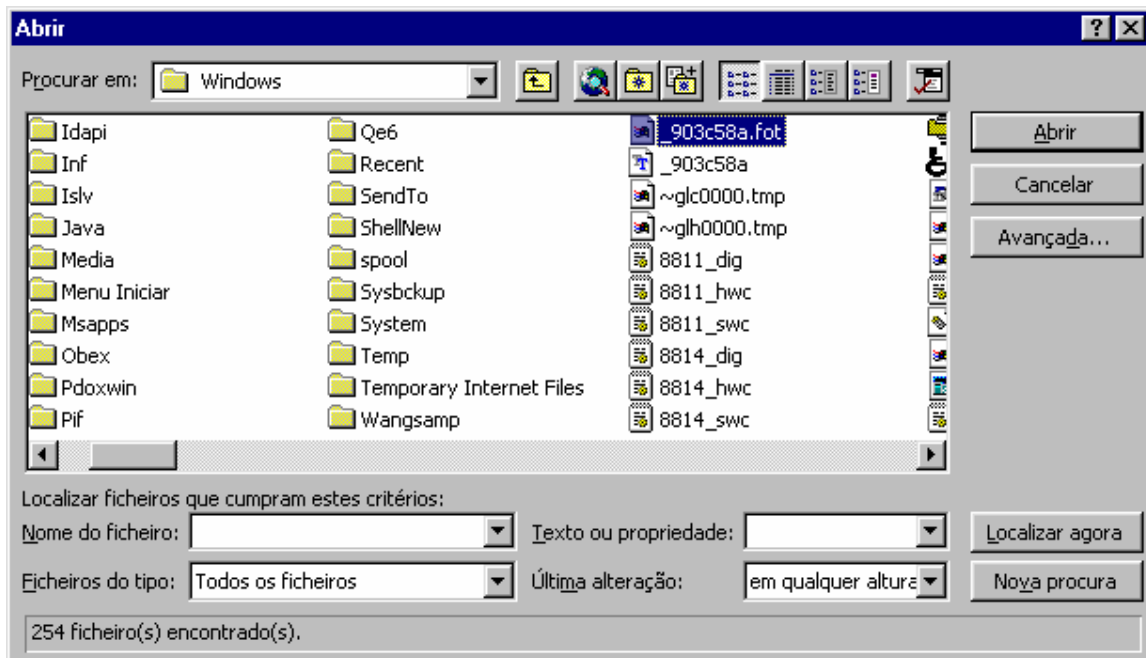 Abrir
Procurar em: Windows
Idapi Qe6 _903c58a.fot Abrir
Inf Recent _903c58a
Islv SendTo ~glc0000.tmp Cancelar
Java ShellNew ~glh0000.tmp Avançada...
Media spool 8811_dig
Menu Iniciar Sysbckup 8811_hwc
Msapps System 8811_swc
Obex Temp 8814_dig
Pdoxwin Temporary Internet Files 8814_hwc
Pif Wangsamp 8814_swc
Localizar ficheiros que cumpram estes critérios:
Nome do ficheiro: Texto ou propriedade: Localizar agora
Ficheiros do tipo: Todos os ficheiros Última alteração: em qualquer altura Nova procura
254 ficheiro(s) encontrado(s).